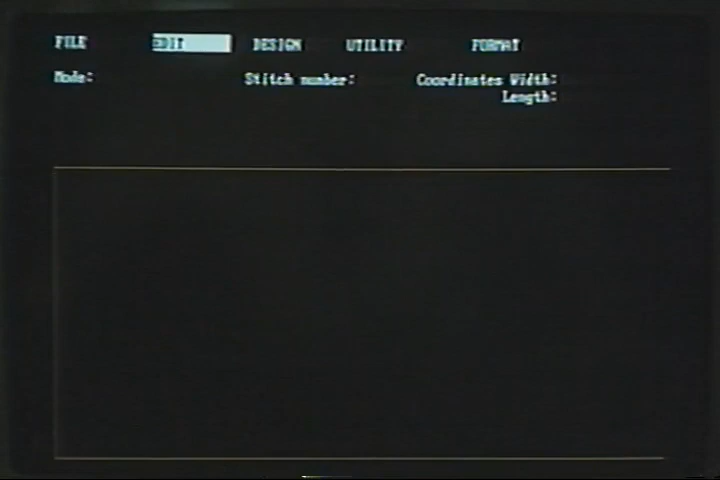 FILE EDIT DESIGN UTILITY FORMAT
Mode: Stitch number: Coordinates Width:
Length: